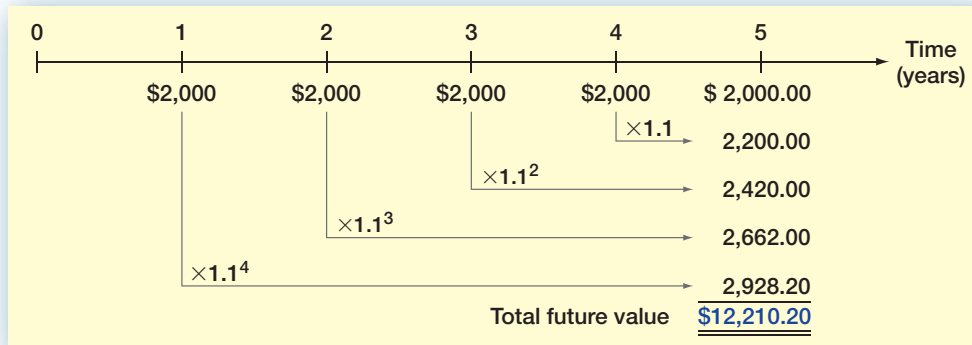 0 1 2 3 4 5
Time
(years)
$2,000 $2,000 $2,000 $2,000 $ 2,000.00
×1.1
2,200.00
×1.1²
2,420.00
×1.1³
2,662.00
×1.1⁴
2,928.20
Total future value $12,210.20